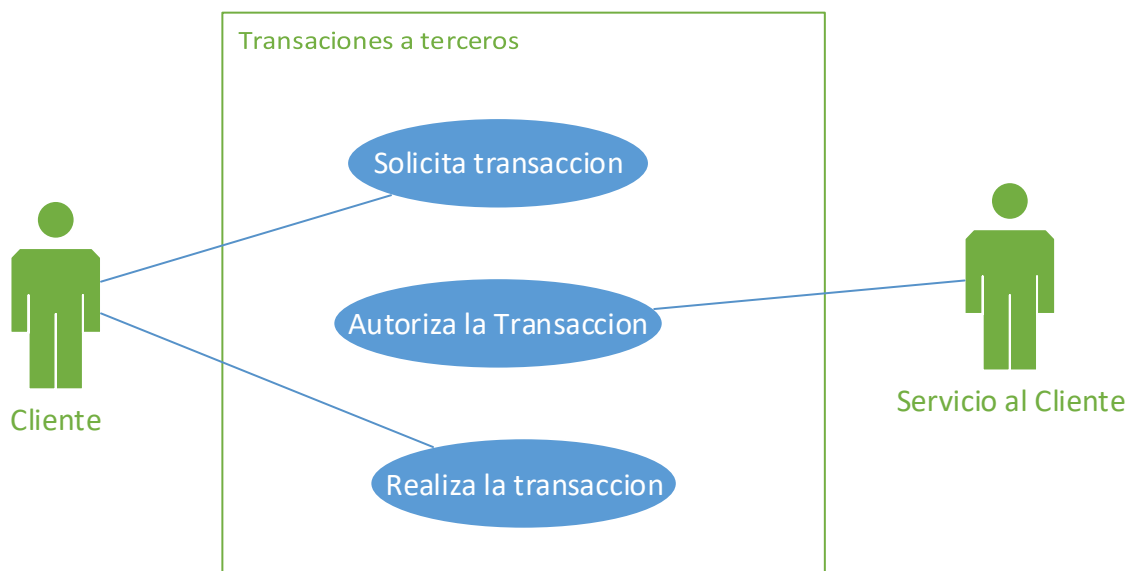 Transaciones a terceros
Solicita transaccion
Autoriza la Transaccion
Servicio al Cliente
Cliente
Realiza la transaccion